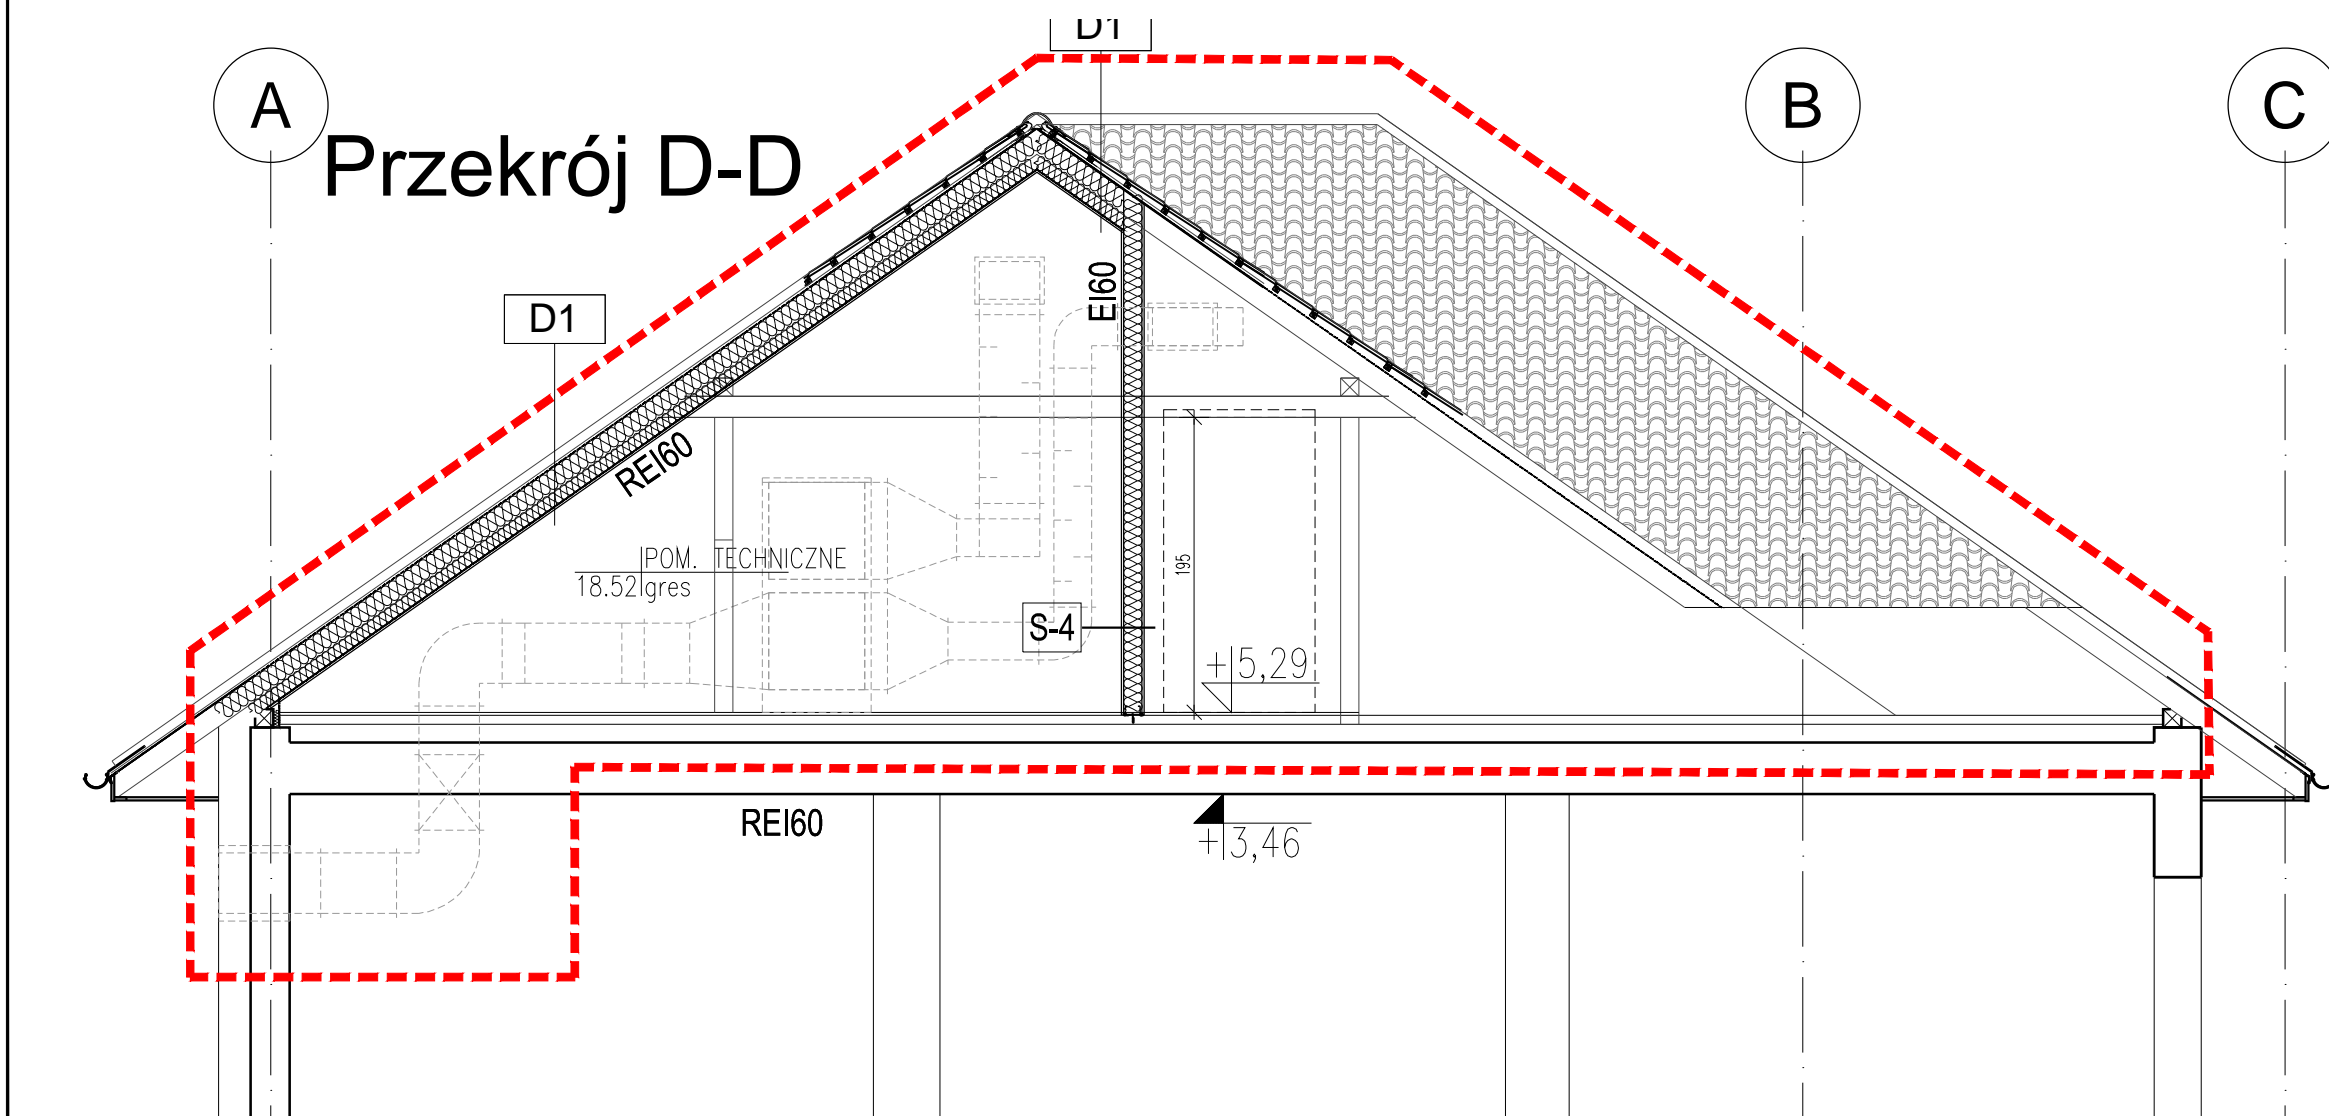 D1
A
B
C
Przekrój D-D
EI60
D1
REI60
POM. TECHNICZNE
18.52 gres
195
S-4
+5,29
REI60
+3,46